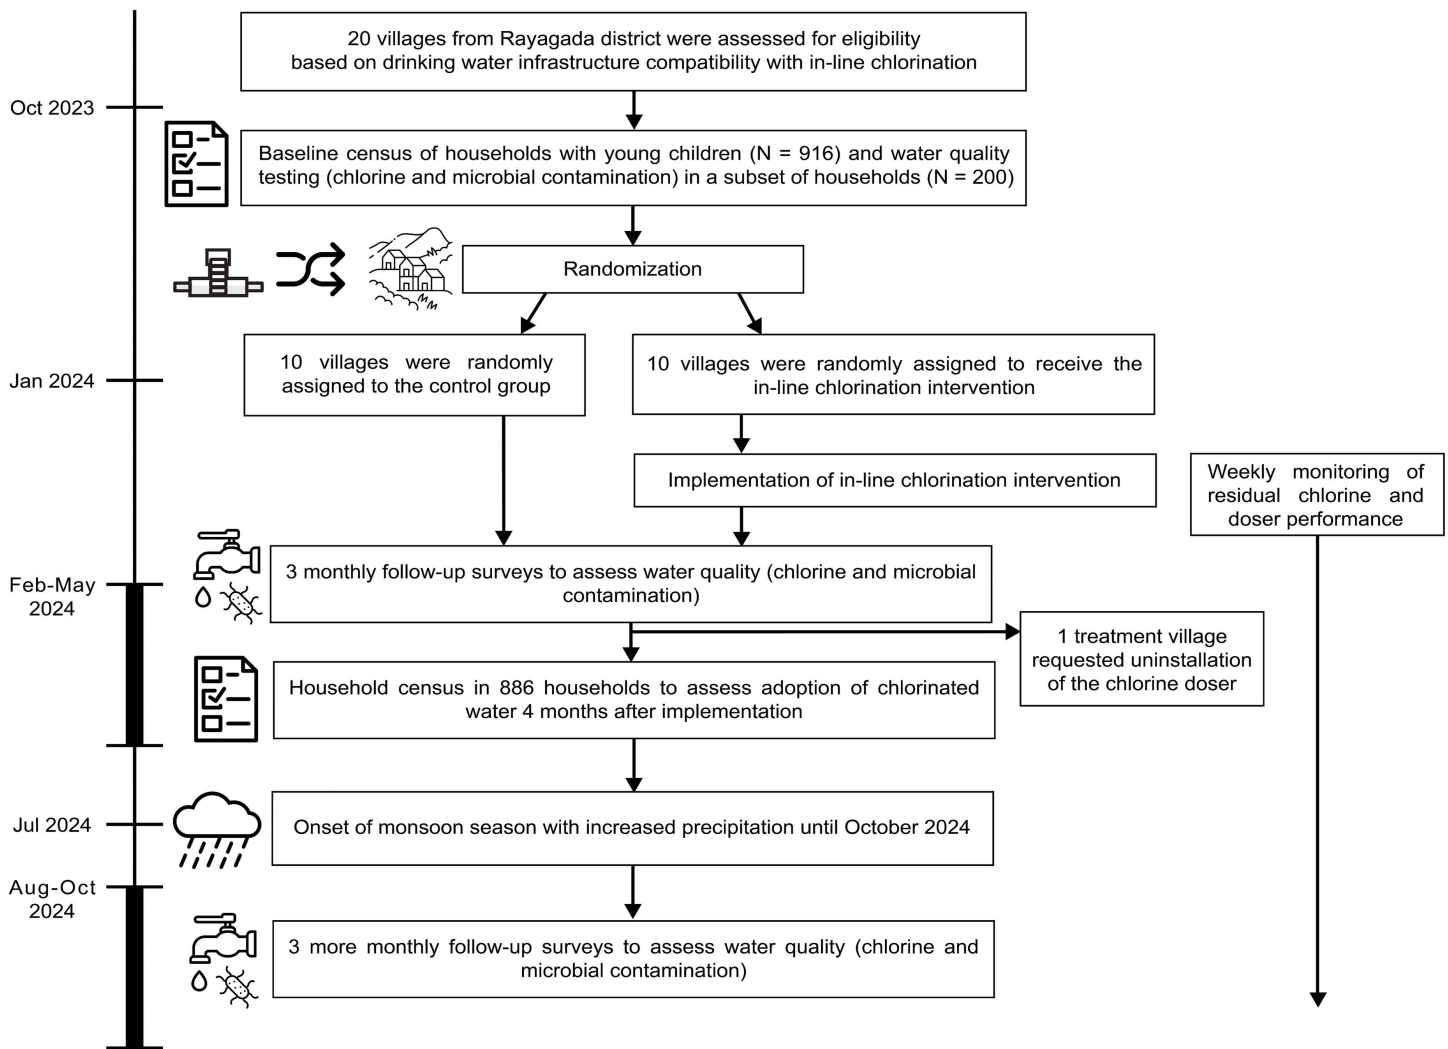 20 villages from Rayagada district were assessed for eligibility
based on drinking water infrastructure compatibility with in-line chlorination
Oct 2023
Baseline census of households with young children (N = 916) and water quality
testing (chlorine and microbial contamination) in a subset of households (N = 200)
Randomization
10 villages were randomly
assigned to the control group
10 villages were randomly assigned to receive the
in-line chlorination intervention
Jan 2024
Implementation of in-line chlorination intervention
Weekly monitoring of
residual chlorine and
doser performance
Feb-May
2024
3 monthly follow-up surveys to assess water quality (chlorine and microbial
contamination)
1 treatment village
requested uninstallation
of the chlorine doser
Household census in 886 households to assess adoption of chlorinated
water 4 months after implementation
Jul 2024
Onset of monsoon season with increased precipitation until October 2024
Aug-Oct
2024
3 more monthly follow-up surveys to assess water quality (chlorine and
microbial contamination)